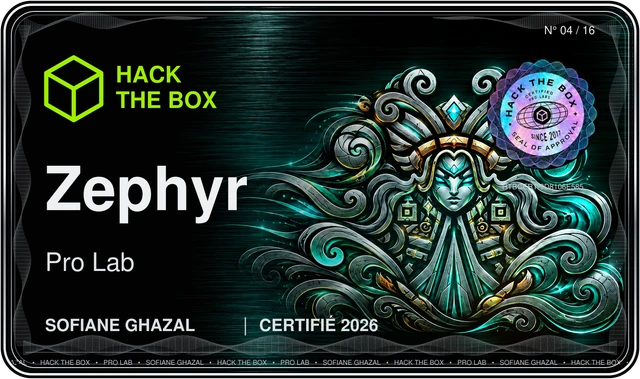 N° 04 / 16
HACK
THE BOX
HACK THE BOX
CERTIFIED
PRO LABS
SINCE 2017
SEAL OF APPROVAL
Zephyr
Pro Lab
SOFIANE GHAZAL | CERTIFIÉ 2026
• HACK THE BOX • PRO LAB • SOFIANE GHAZAL • HACK THE BOX • PRO LAB • SOFIANE GHAZAL • HACK THE BOX • PRO LAB • SOFIANE GHAZAL • HACK THE BOX